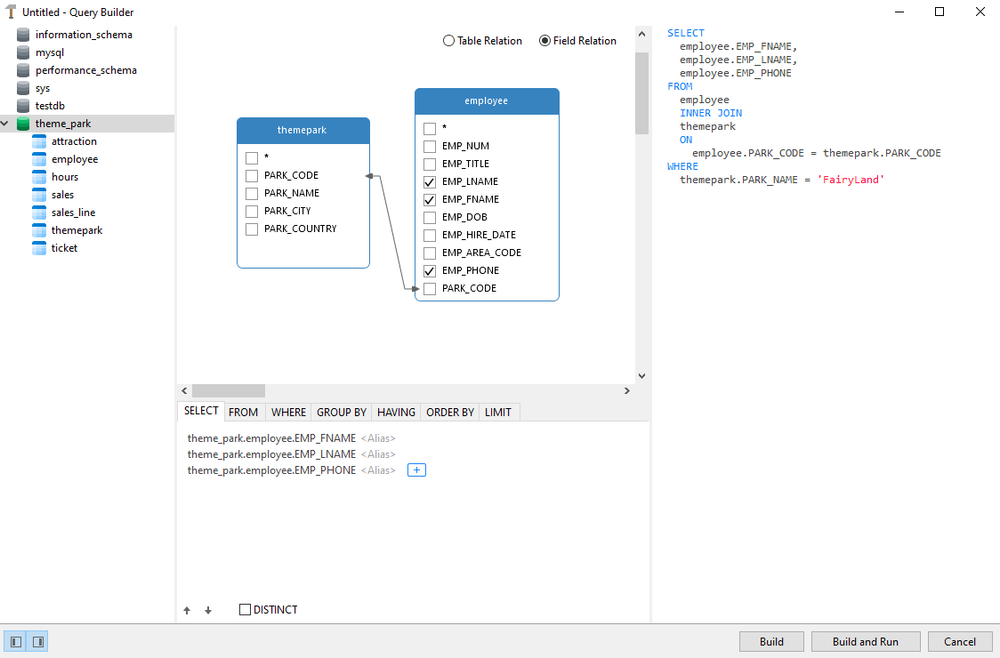 Untitled - Query Builder
information_schema
mysql
performance_schema
sys
testdb
theme_park
attraction
employee
hours
sales
sales_line
themepark
ticket
Table Relation
Field Relation
themepark
*
PARK_CODE
PARK_NAME
PARK_CITY
PARK_COUNTRY
employee
*
EMP_NUM
EMP_TITLE
EMP_LNAME
EMP_FNAME
EMP_DOB
EMP_HIRE_DATE
EMP_AREA_CODE
EMP_PHONE
PARK_CODE
SELECT FROM WHERE GROUP BY HAVING ORDER BY LIMIT
theme_park.employee.EMP_FNAME <Alias>
theme_park.employee.EMP_LNAME <Alias>
theme_park.employee.EMP_PHONE <Alias> +
DISTINCT
SELECT
employee.EMP_FNAME,
employee.EMP_LNAME,
employee.EMP_PHONE
FROM
employee
INNER JOIN
themepark
ON
employee.PARK_CODE = themepark.PARK_CODE
WHERE
themepark.PARK_NAME = 'FairyLand'
Build
Build and Run
Cancel